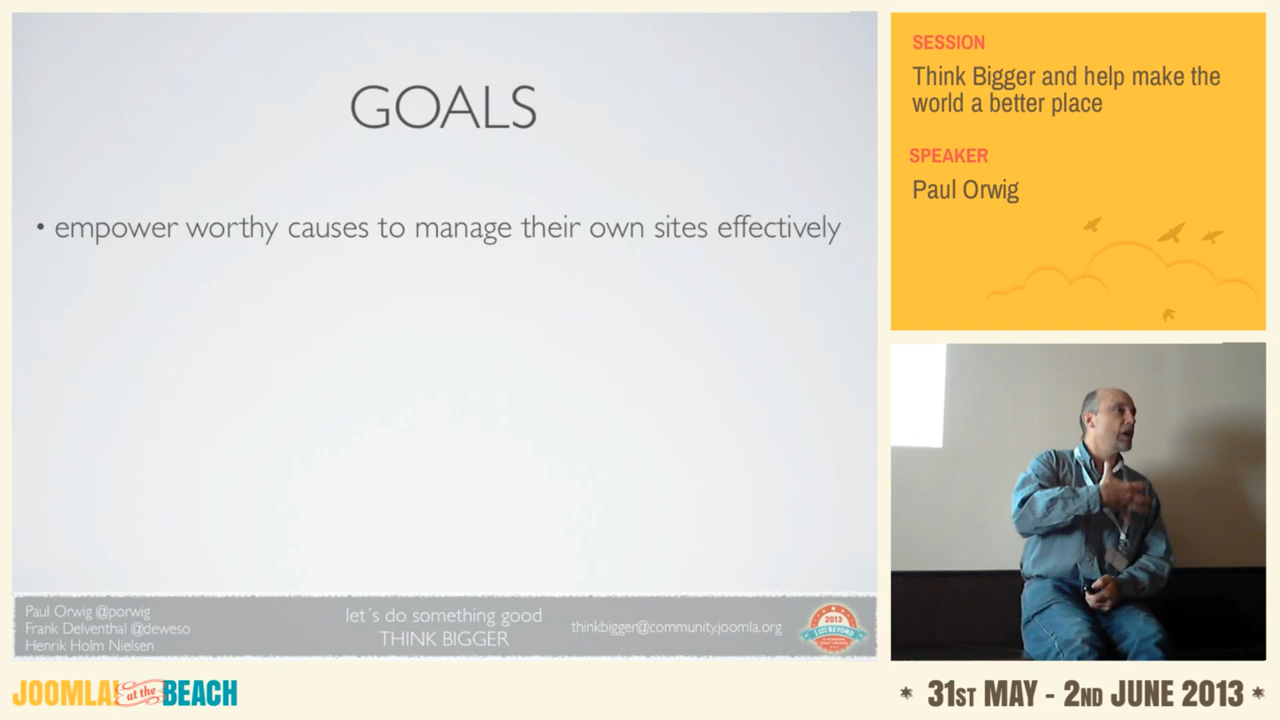 GOALS
• empower worthy causes to manage their own sites effectively
Paul Orwig @porwig
Frank Delventhal @deweso
Henrik Holm Nielsen
let´s do something good
THINK BIGGER
thinkbigger@community.joomla.org
2013
J AND BEYOND
SESSION
Think Bigger and help make the
world a better place
SPEAKER
Paul Orwig
JOOMLA! at the BEACH
* 31ST MAY - 2ND JUNE 2013 *